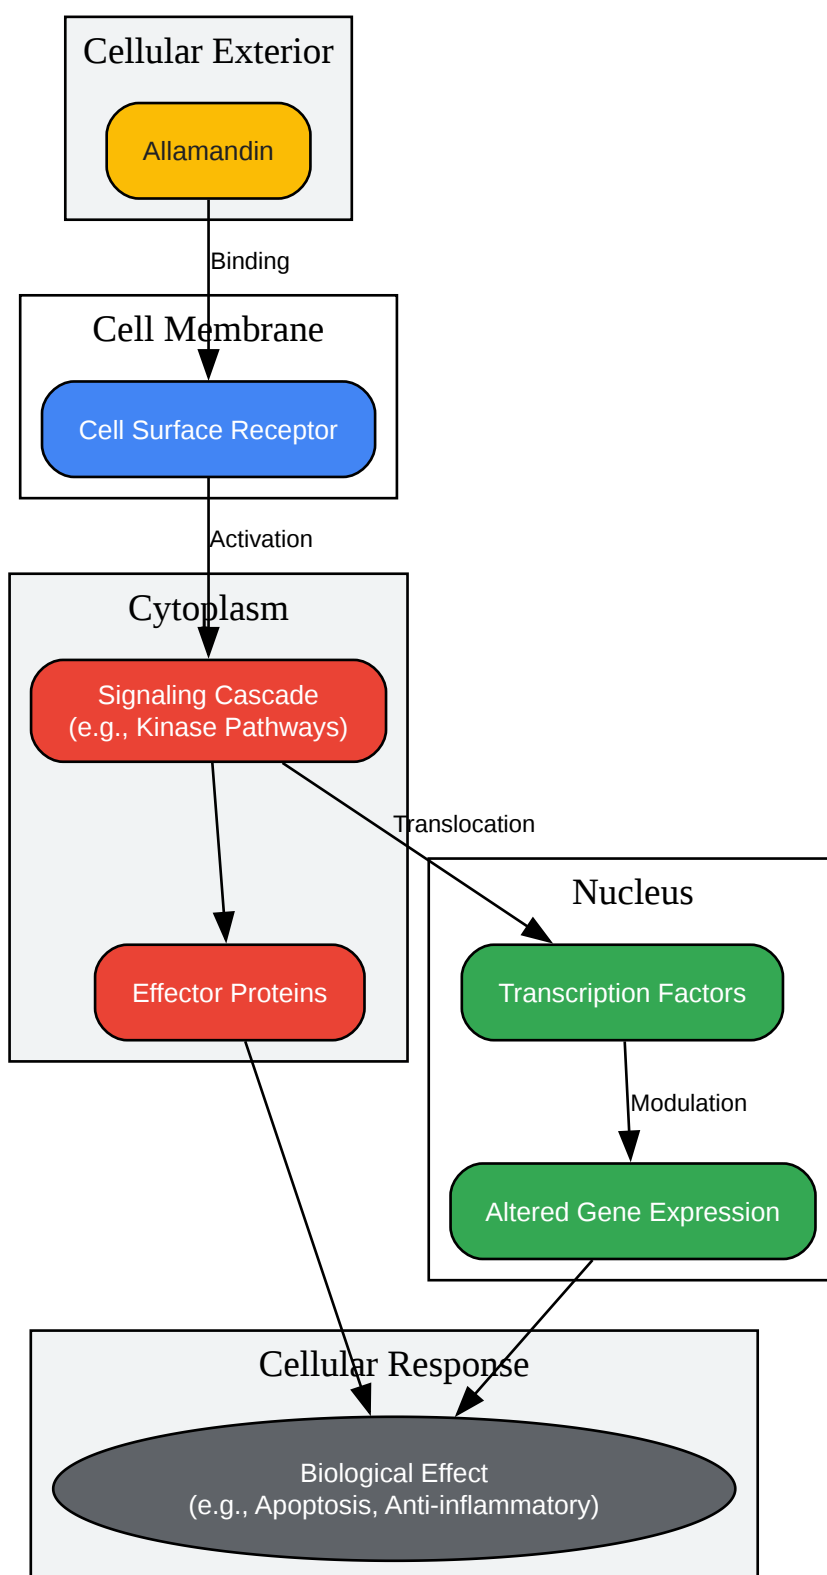 Cellular Exterior
Allamandin
Binding
Cell Membrane
Cell Surface Receptor
Activation
Cytoplasm
Signaling Cascade
(e.g., Kinase Pathways)
Translocation
Nucleus
Effector Proteins
Transcription Factors
Modulation
Altered Gene Expression
Cellular Response
Biological Effect
(e.g., Apoptosis, Anti-inflammatory)